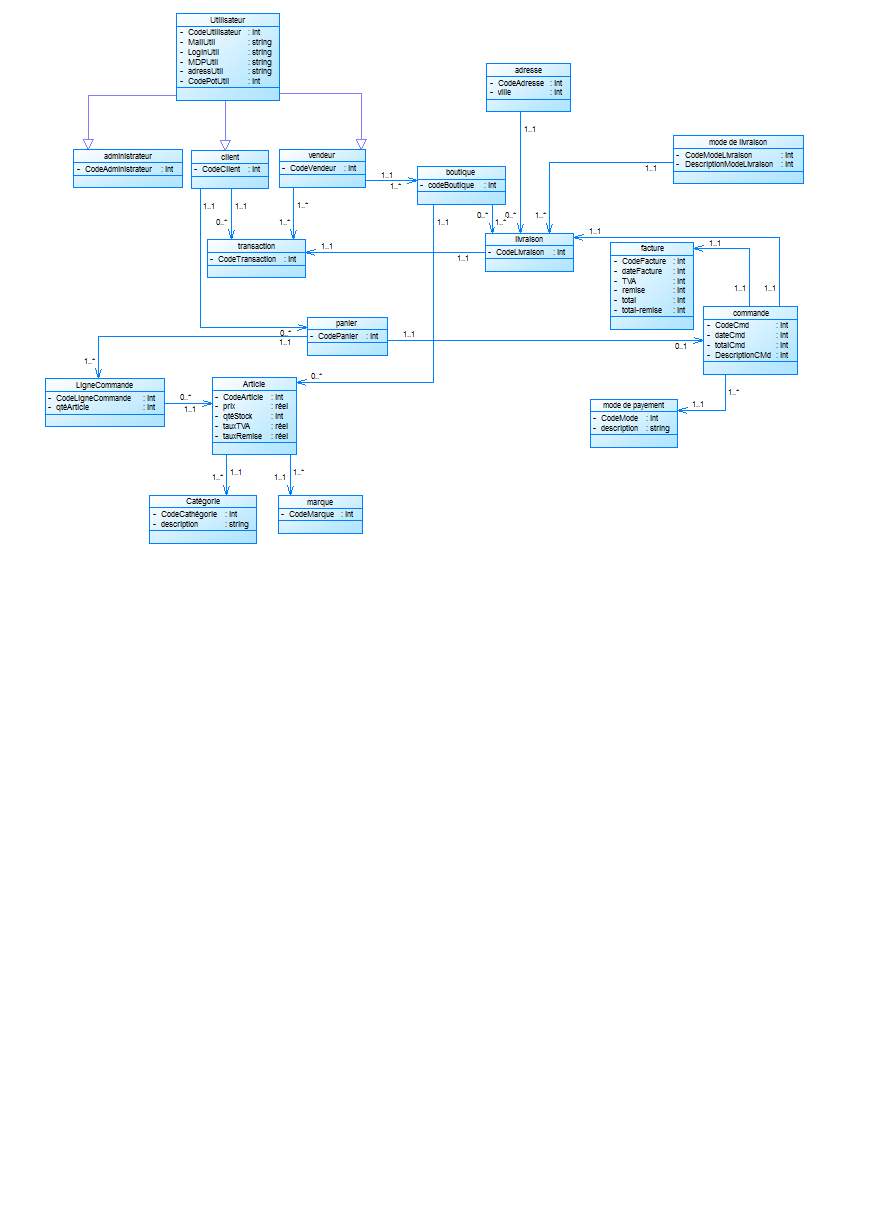 Utilisateur
- CodeUtilisateur : int
- MailUtil : string
- LoginUtil : string
- MDPUtil : string
- adressUtil : string
- CodePotUtil : int
adresse
- CodeAdresse : int
- ville : int
1..1
mode de livraison
- CodeModeLivraison : int
- DescriptionModeLivraison : int
1..1
administrateur
- CodeAdministrateur : int
client
- CodeClient : int
vendeur
- CodeVendeur : int
1..1
1..*
boutique
- codeBoutique : int
1..1
1..1
0..*
1..*
1..*
1..1
0..*
1..*
0..*
1..*
transaction
- CodeTransaction : int
1..1
1..1
livraison
- CodeLivraison : int
1..1
facture
- CodeFacture : int
- dateFacture : int
- TVA : int
- remise : int
- total : int
- total-remise : int
1..1
1..1
1..1
commande
- CodeCmd : int
- dateCmd : int
- totalCmd : int
- DescriptionCMd : int
panier
- CodePanier : int
0..*
1..1
1..1
0..1
1..*
LigneCommande
- CodeLigneCommande : int
- qtéArticle : int
0..*
1..1
Article
- CodeArticle : int
- prix : réel
- qtéStock : int
- tauxTVA : réel
- tauxRemise : réel
0..*
1..*
1..1
mode de payement
- CodeMode : int
- description : string
1..*
1..1
1..1
1..*
Catégorie
- CodeCathégorie : int
- description : string
marque
- CodeMarque : int